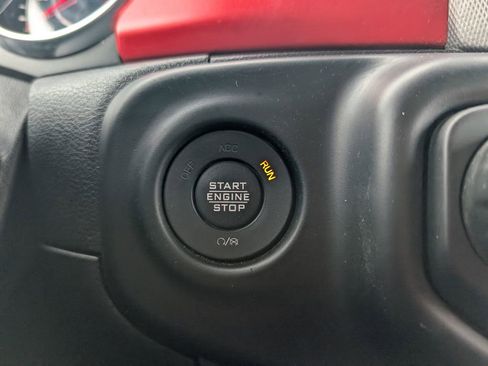 OFF ACC RUN
START
ENGINE
STOP